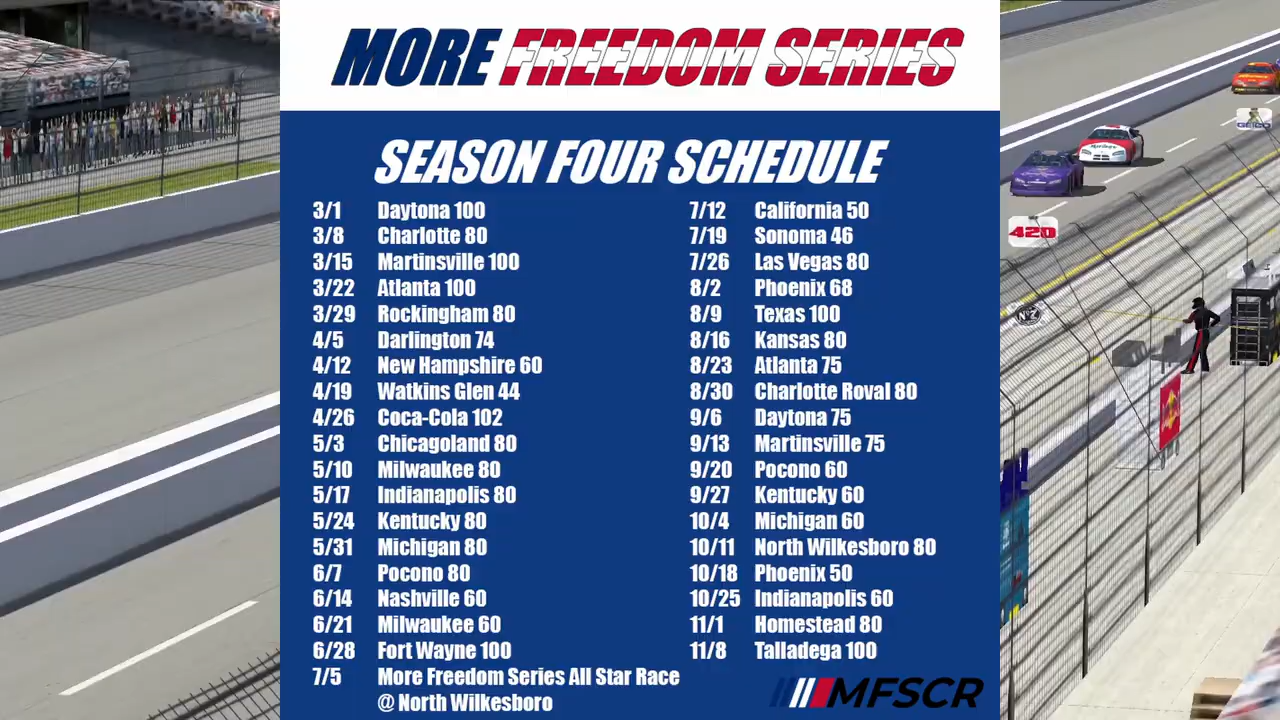 MORE FREEDOM SERIES
SEASON FOUR SCHEDULE
3/1 Daytona 100
3/8 Charlotte 80
3/15 Martinsville 100
3/22 Atlanta 100
3/29 Rockingham 80
4/5 Darlington 74
4/12 New Hampshire 60
4/19 Watkins Glen 44
4/26 Coca-Cola 102
5/3 Chicagoland 80
5/10 Milwaukee 80
5/17 Indianapolis 80
5/24 Kentucky 80
5/31 Michigan 80
6/7 Pocono 80
6/14 Nashville 60
6/21 Milwaukee 60
6/28 Fort Wayne 100
7/5 More Freedom Series All Star Race
@ North Wilkesboro
7/12 California 50
7/19 Sonoma 46
7/26 Las Vegas 80
8/2 Phoenix 68
8/9 Texas 100
8/16 Kansas 80
8/23 Atlanta 75
8/30 Charlotte Roval 80
9/6 Daytona 75
9/13 Martinsville 75
9/20 Pocono 60
9/27 Kentucky 60
10/4 Michigan 60
10/11 North Wilkesboro 80
10/18 Phoenix 50
10/25 Indianapolis 60
11/1 Homestead 80
11/8 Talladega 100
MFSCR
GEICO
420